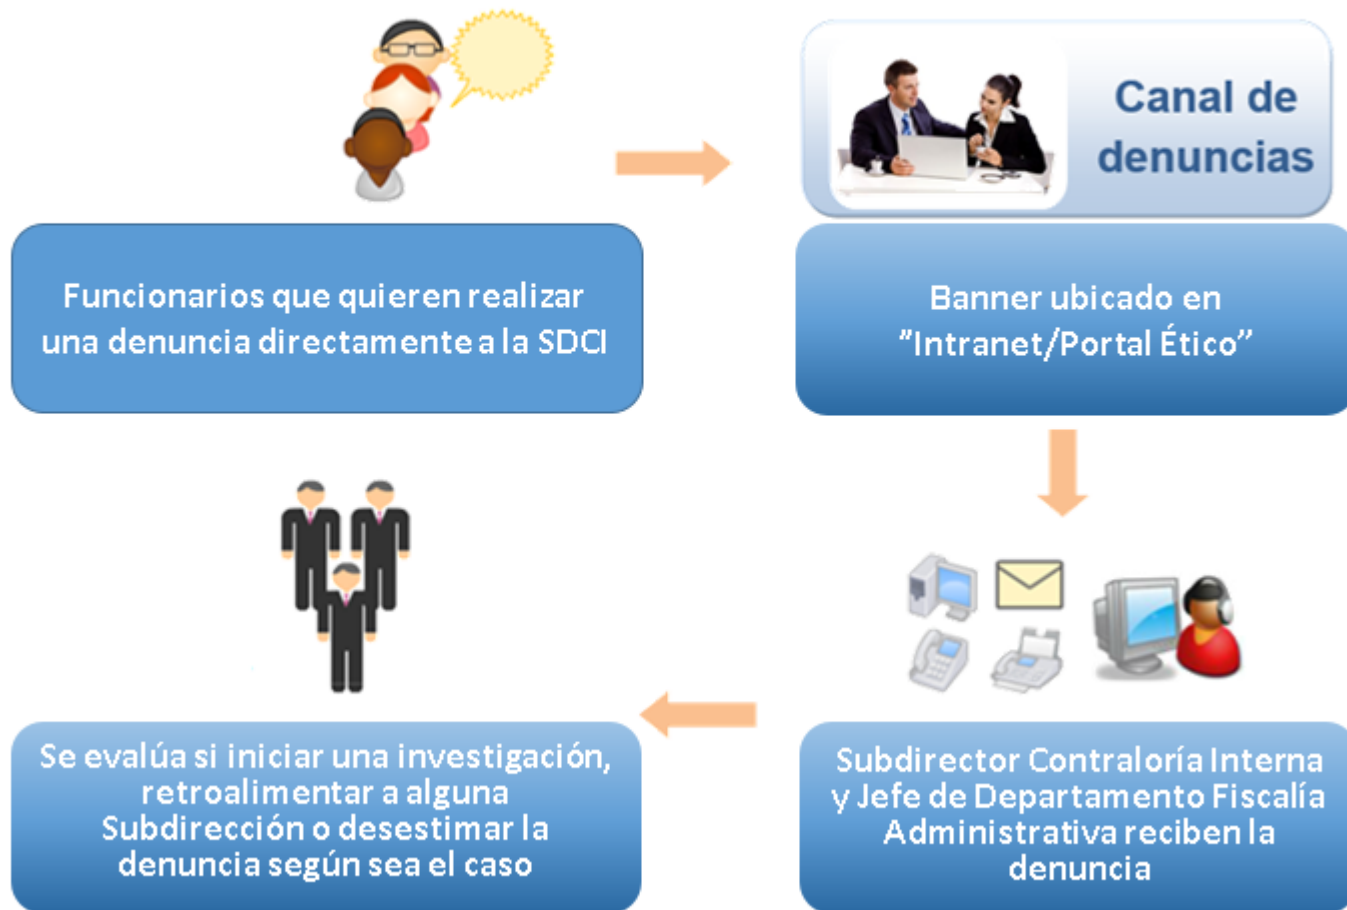 Canal de
denuncias
Funcionarios que quieren realizar
una denuncia directamente a la SDCI
Banner ubicado en
"Intranet/Portal Ético"
Subdirector Contraloría Interna
y Jefe de Departamento Fiscalía
Administrativa reciben la
denuncia
Se evalúa si iniciar una investigación,
retroalimentar a alguna
Subdirección o desestimar la
denuncia según sea el caso